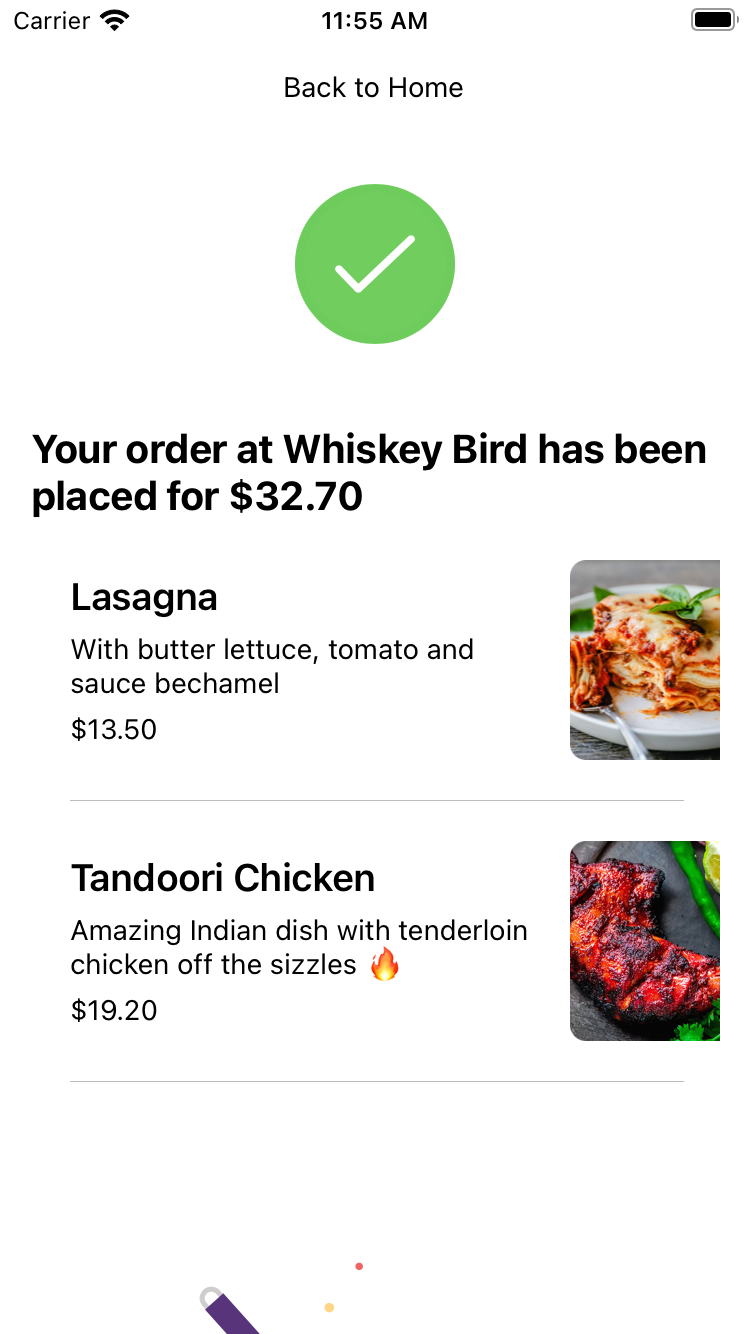 Carrier 11:55 AM
Back to Home
Your order at Whiskey Bird has been
placed for $32.70
Lasagna
With butter lettuce, tomato and
sauce bechamel
$13.50
Tandoori Chicken
Amazing Indian dish with tenderloin
chicken off the sizzles 🔥
$19.20